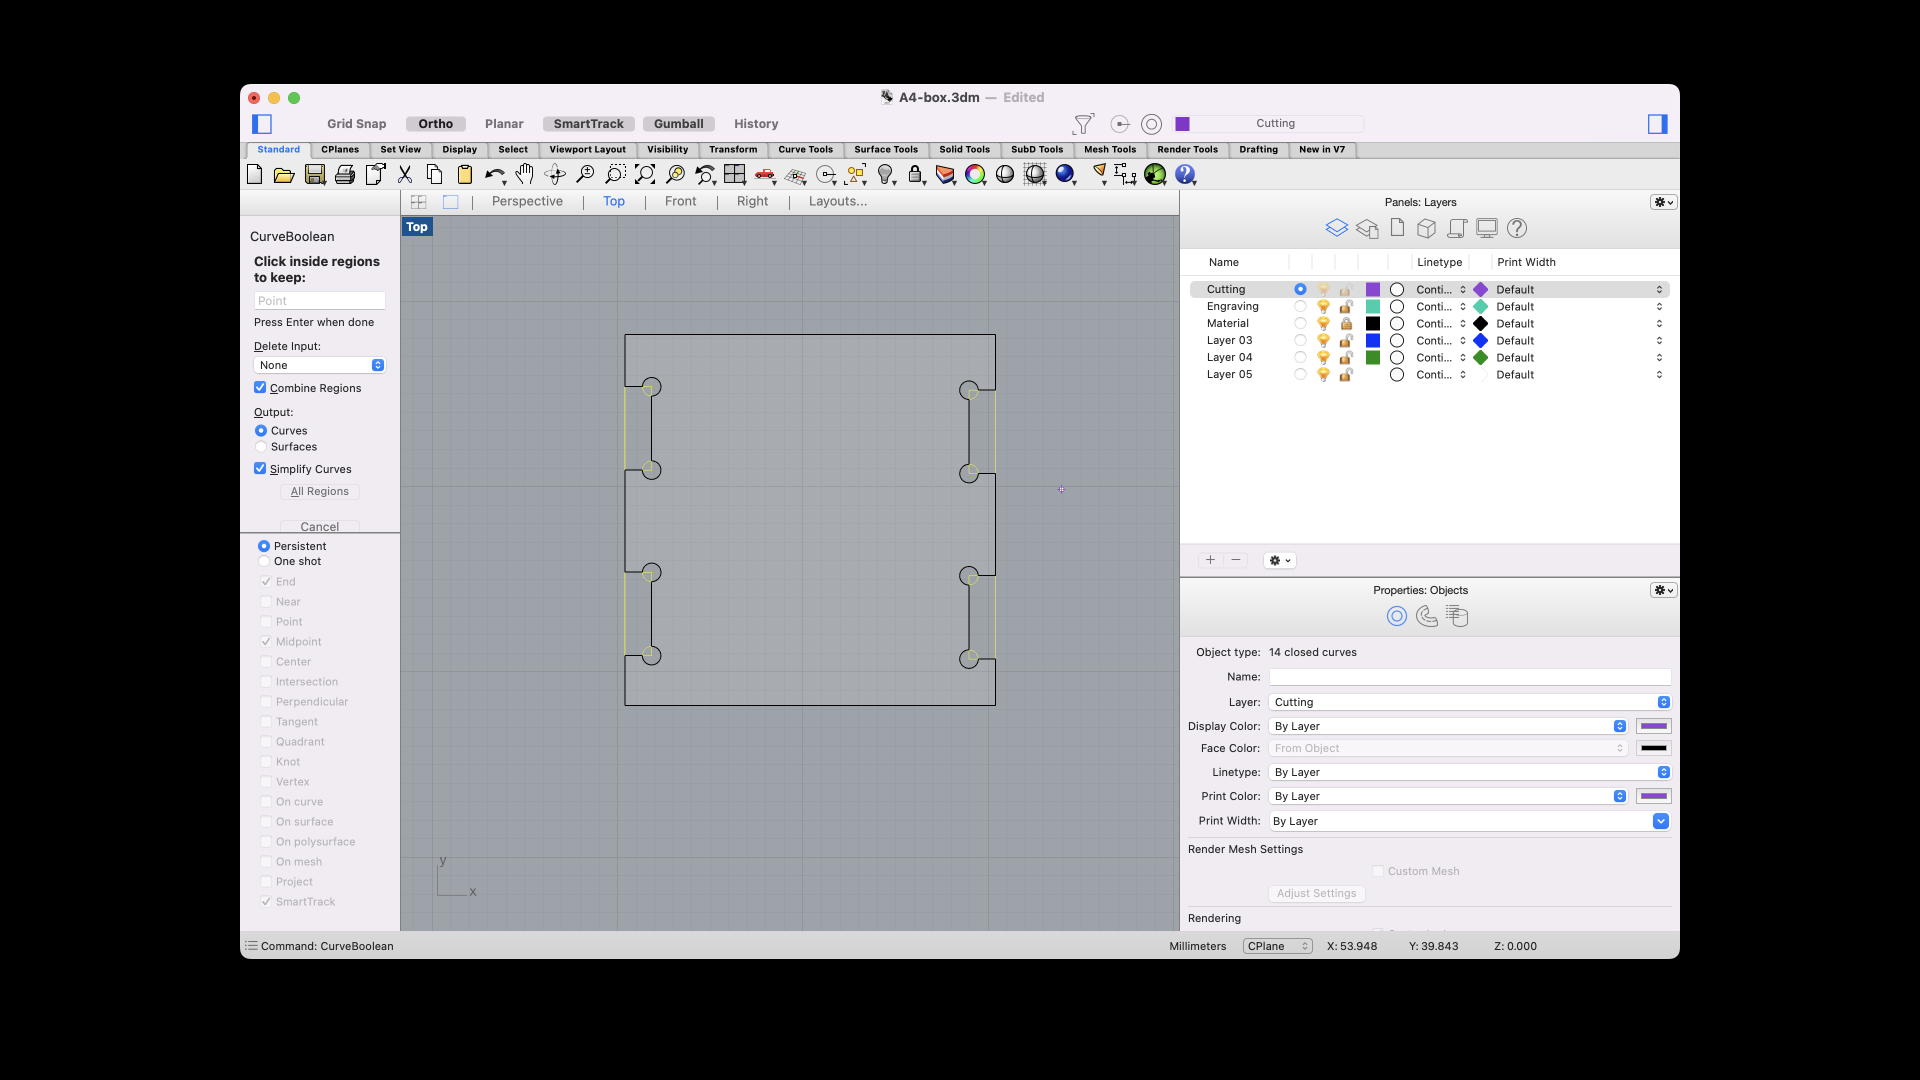 A4-box.3dm — Edited
Grid Snap Ortho Planar SmartTrack Gumball History Cutting
Standard CPlanes Set View Display Select Viewport Layout Visibility Transform Curve Tools Surface Tools Solid Tools SubD Tools Mesh Tools Render Tools Drafting New in V7
Perspective Top Front Right Layouts...
Top
CurveBoolean
Click inside regions
to keep:
Point
Press Enter when done
Delete Input:
None
Combine Regions
Output:
Curves
Surfaces
Simplify Curves
All Regions
Cancel
Persistent
One shot
End
Near
Point
Midpoint
Center
Intersection
Perpendicular
Tangent
Quadrant
Knot
Vertex
On curve
On surface
On polysurface
On mesh
Project
SmartTrack
y
x
Panels: Layers
Name Linetype Print Width
Cutting Conti... Default
Engraving Conti... Default
Material Conti... Default
Layer 03 Conti... Default
Layer 04 Conti... Default
Layer 05 Conti... Default
Properties: Objects
Object type: 14 closed curves
Name:
Layer: Cutting
Display Color: By Layer
Face Color: From Object
Linetype: By Layer
Print Color: By Layer
Print Width: By Layer
Render Mesh Settings
Custom Mesh
Adjust Settings
Rendering
Command: CurveBoolean
Millimeters CPlane X: 53.948 Y: 39.843 Z: 0.000